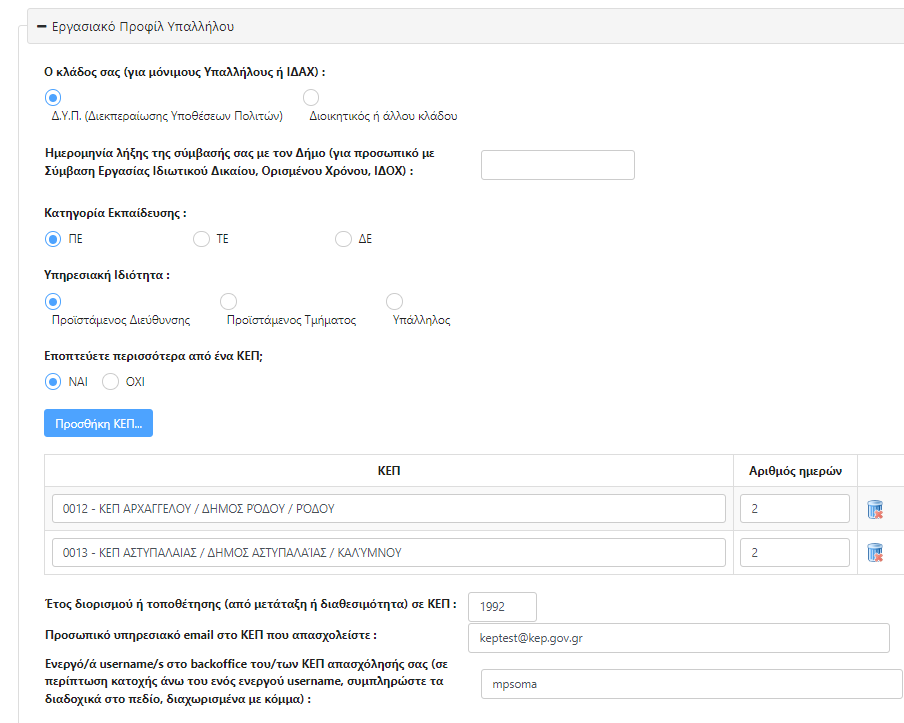 Εργασιακό Προφίλ Υπαλλήλου
Ο κλάδος σας (για μόνιμους Υπαλλήλους ή ΙΔΑΧ) :
Δ.Υ.Π. (Διεκπεραίωσης Υποθέσεων Πολιτών) Διοικητικός ή άλλου κλάδου
Ημερομηνία λήξης της σύμβασής σας με τον Δήμο (για προσωπικό με
Σύμβαση Εργασίας Ιδιωτικού Δικαίου, Ορισμένου Χρόνου, ΙΔΟΧ) :
Κατηγορία Εκπαίδευσης :
ΠΕ ΤΕ ΔΕ
Υπηρεσιακή Ιδιότητα :
Προϊστάμενος Διεύθυνσης Προϊστάμενος Τμήματος Υπάλληλος
Εποπτεύετε περισσότερα από ένα ΚΕΠ;
ΝΑΙ ΟΧΙ
Προσθήκη ΚΕΠ...
ΚΕΠ Αριθμός ημερών
0012 - ΚΕΠ ΑΡΧΑΓΓΕΛΟΥ / ΔΗΜΟΣ ΡΌΔΟΥ / ΡΌΔΟΥ 2
0013 - ΚΕΠ ΑΣΤΥΠΑΛΑΙΑΣ / ΔΗΜΟΣ ΑΣΤΥΠΑΛΑΊΑΣ / ΚΑΛΎΜΝΟΥ 2
Έτος διορισμού ή τοποθέτησης (από μετάταξη ή διαθεσιμότητα) σε ΚΕΠ : 1992
Προσωπικό υπηρεσιακό email στο ΚΕΠ που απασχολείστε : keptest@kep.gov.gr
Ενεργό/ά username/s στο backoffice του/των ΚΕΠ απασχόλησής σας (σε
περίπτωση κατοχής άνω του ενός ενεργού username, συμπληρώστε τα
διαδοχικά στο πεδίο, διαχωρισμένα με κόμμα) : mpsoma